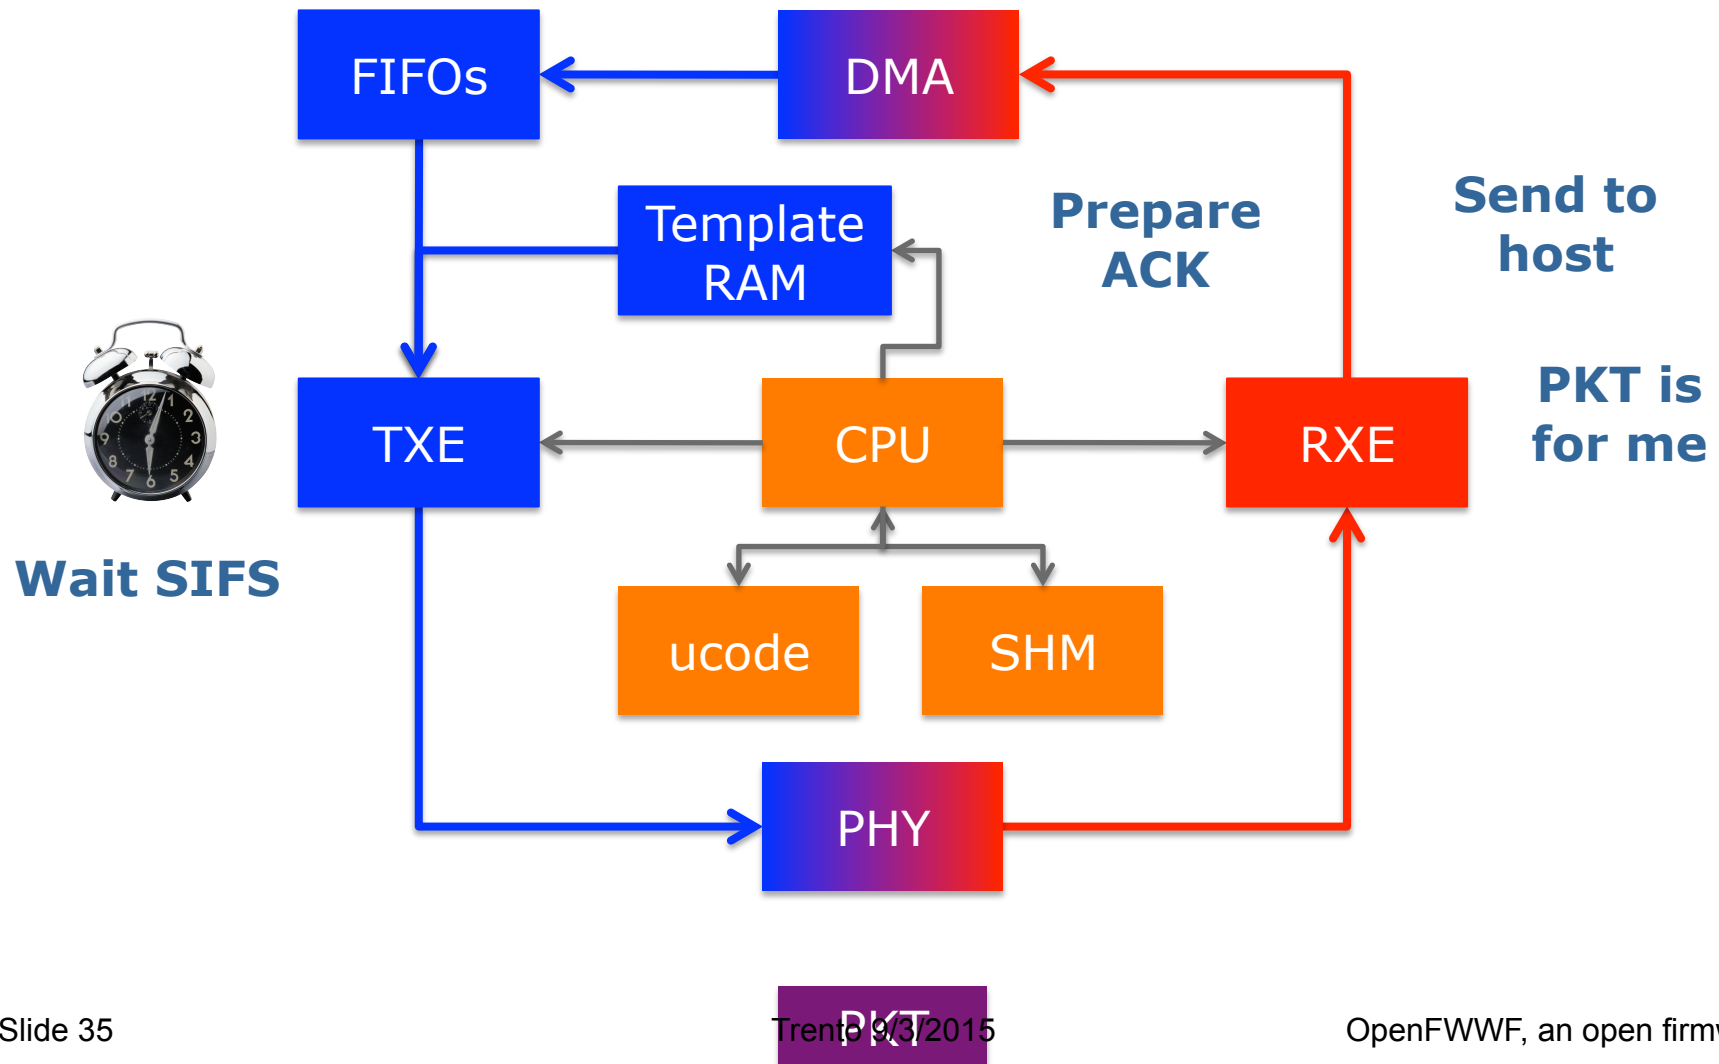 FIFOs
DMA
Template
RAM
Prepare
ACK
Send to
host
TXE
CPU
RXE
PKT is
for me
Wait SIFS
ucode
SHM
PHY
PKT
Slide 35
Trento 9/3/2015
OpenFWWF, an open